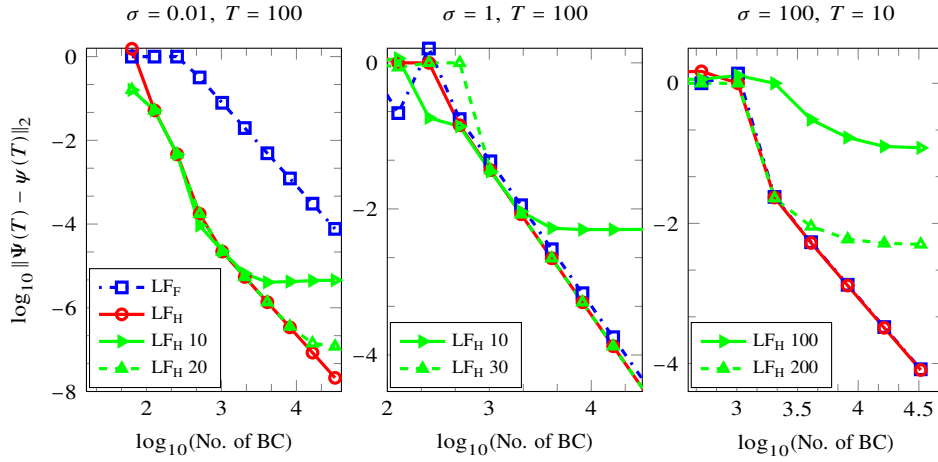 σ = 0.01, T = 100
σ = 1, T = 100
σ = 100, T = 10
log₁₀‖Ψ(T) − ψ(T)‖₂
0
−2
−4
−6
−8
2
3
4
log₁₀(No. of BC)
LF_F
LF_H
LF_H 10
LF_H 20
0
−2
−4
2
3
4
log₁₀(No. of BC)
LF_H 10
LF_H 30
0
−2
−4
3
3.5
4
4.5
log₁₀(No. of BC)
LF_H 100
LF_H 200